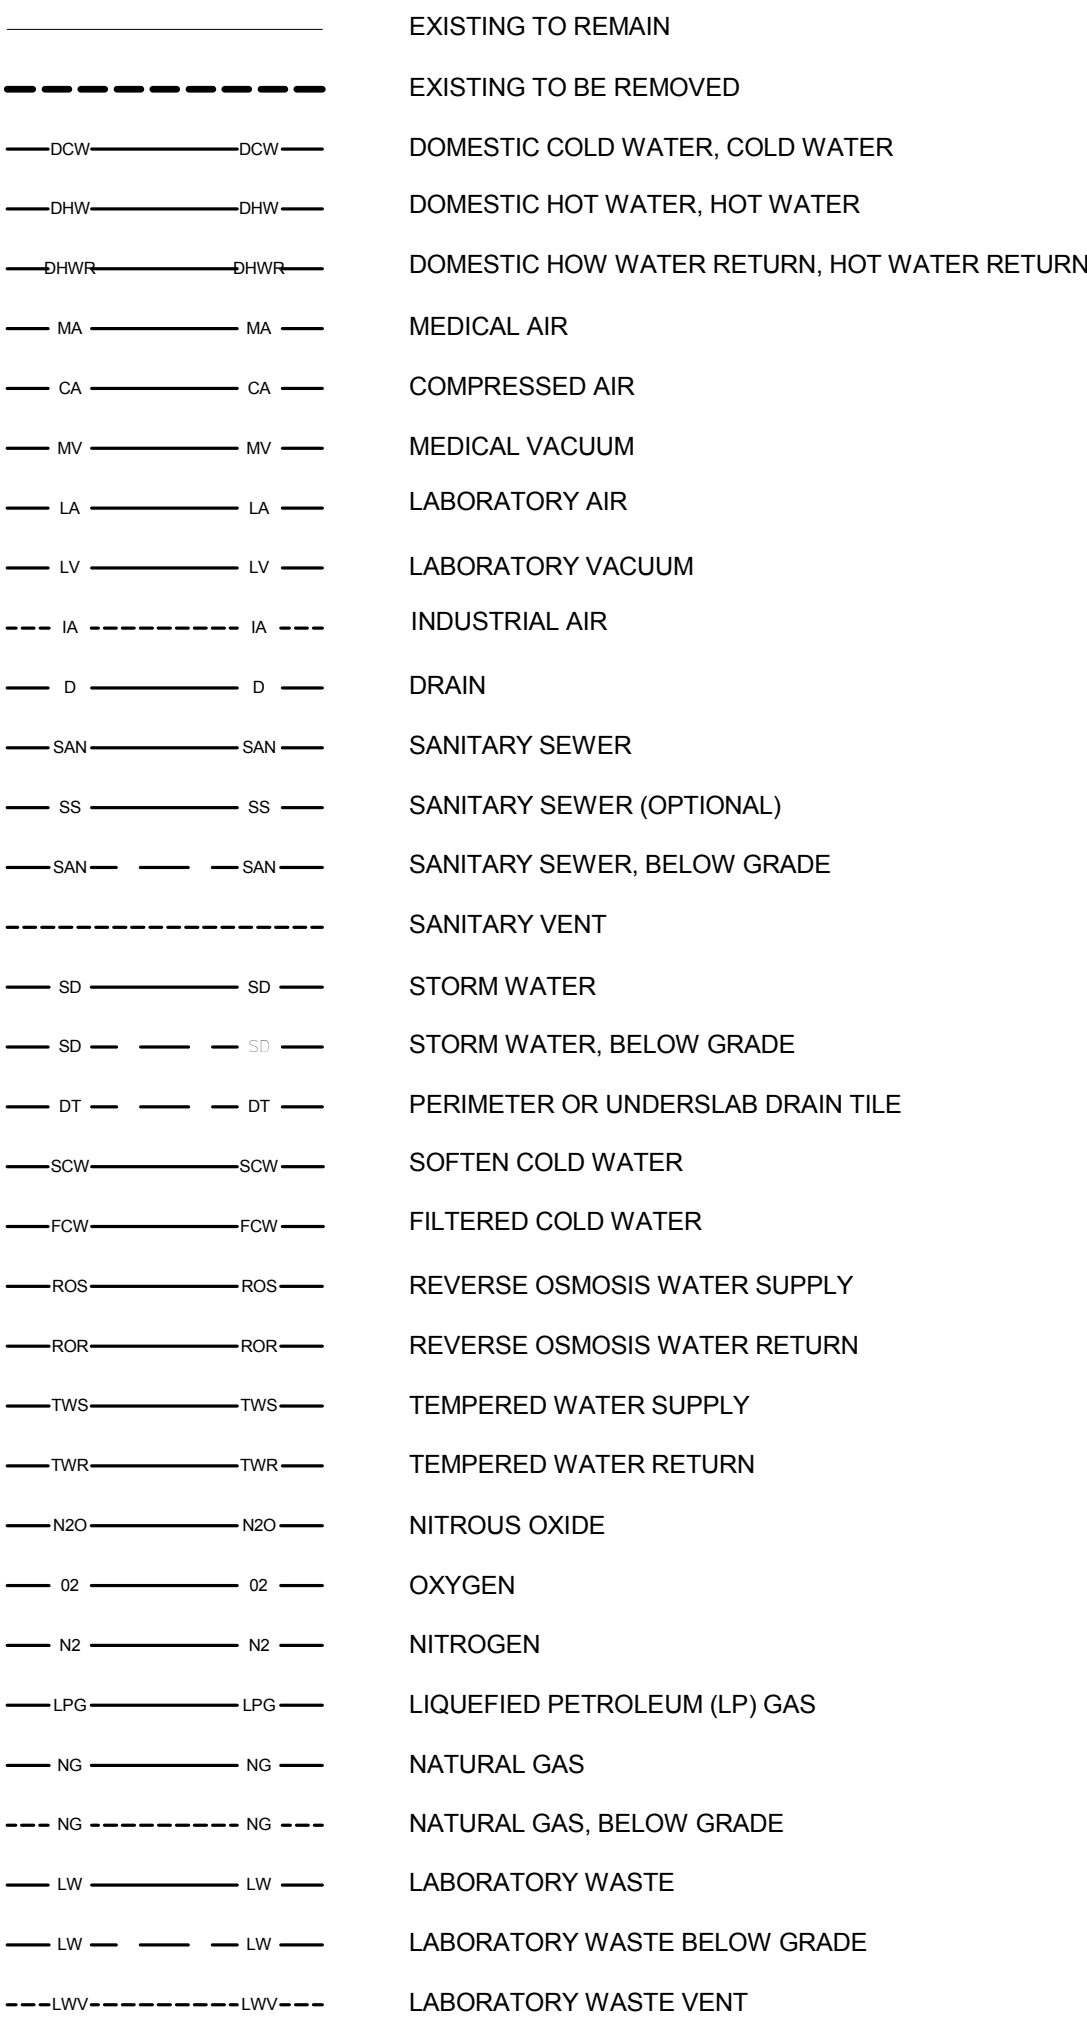 EXISTING TO REMAIN
EXISTING TO BE REMOVED
DCW DCW DOMESTIC COLD WATER, COLD WATER
DHW DHW DOMESTIC HOT WATER, HOT WATER
DHWR DHWR DOMESTIC HOW WATER RETURN, HOT WATER RETURN
MA MA MEDICAL AIR
CA CA COMPRESSED AIR
MV MV MEDICAL VACUUM
LA LA LABORATORY AIR
LV LV LABORATORY VACUUM
IA IA INDUSTRIAL AIR
D D DRAIN
SAN SAN SANITARY SEWER
SS SS SANITARY SEWER (OPTIONAL)
SAN SAN SANITARY SEWER, BELOW GRADE
SANITARY VENT
SD SD STORM WATER
SD SD STORM WATER, BELOW GRADE
DT DT PERIMETER OR UNDERSLAB DRAIN TILE
SCW SCW SOFTEN COLD WATER
FCW FCW FILTERED COLD WATER
ROS ROS REVERSE OSMOSIS WATER SUPPLY
ROR ROR REVERSE OSMOSIS WATER RETURN
TWS TWS TEMPERED WATER SUPPLY
TWR TWR TEMPERED WATER RETURN
N2O N2O NITROUS OXIDE
02 02 OXYGEN
N2 N2 NITROGEN
LPG LPG LIQUEFIED PETROLEUM (LP) GAS
NG NG NATURAL GAS
NG NG NATURAL GAS, BELOW GRADE
LW LW LABORATORY WASTE
LW LW LABORATORY WASTE BELOW GRADE
LWV LWV LABORATORY WASTE VENT